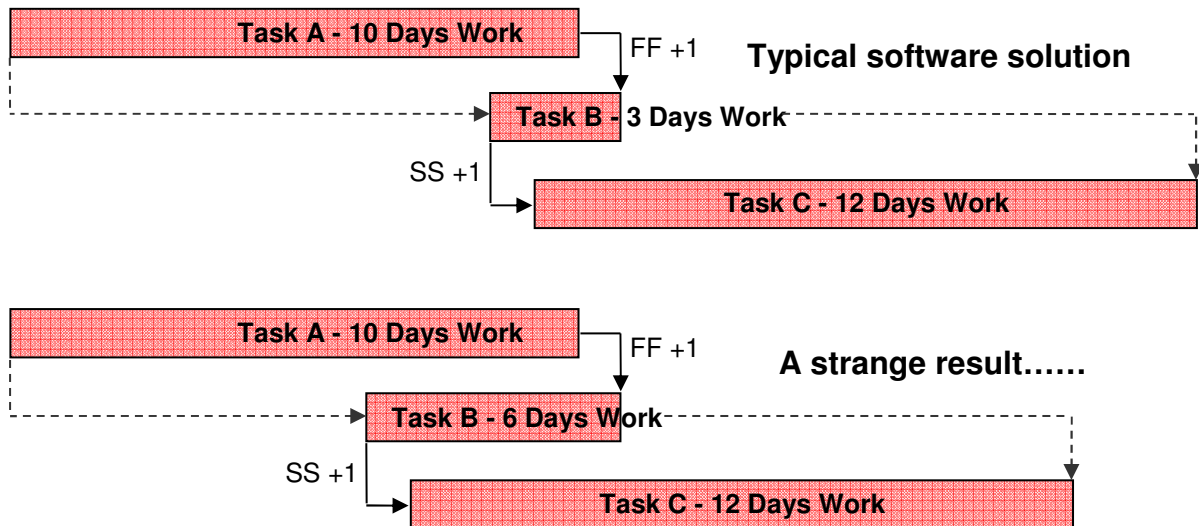 Task A - 10 Days Work
FF +1
Typical software solution
Task B - 3 Days Work
SS +1
Task C - 12 Days Work
Task A - 10 Days Work
FF +1
A strange result......
Task B - 6 Days Work
SS +1
Task C - 12 Days Work